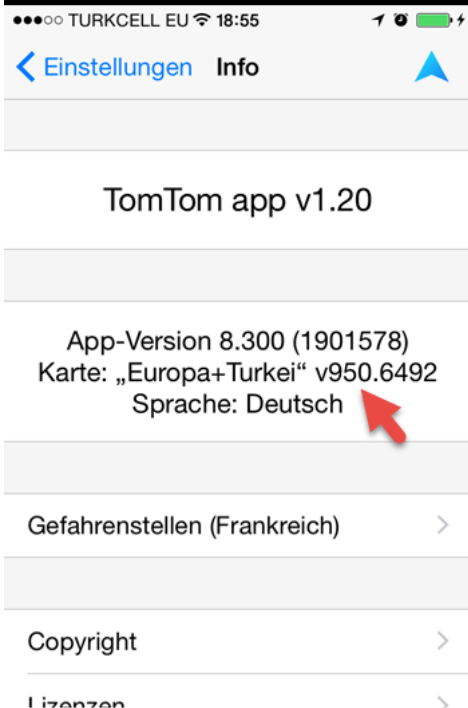 TURKCELL EU 18:55
Einstellungen Info
TomTom app v1.20
App-Version 8.300 (1901578)
Karte: „Europa+Turkei“ v950.6492
Sprache: Deutsch
Gefahrenstellen (Frankreich)
Copyright
Lizenzen